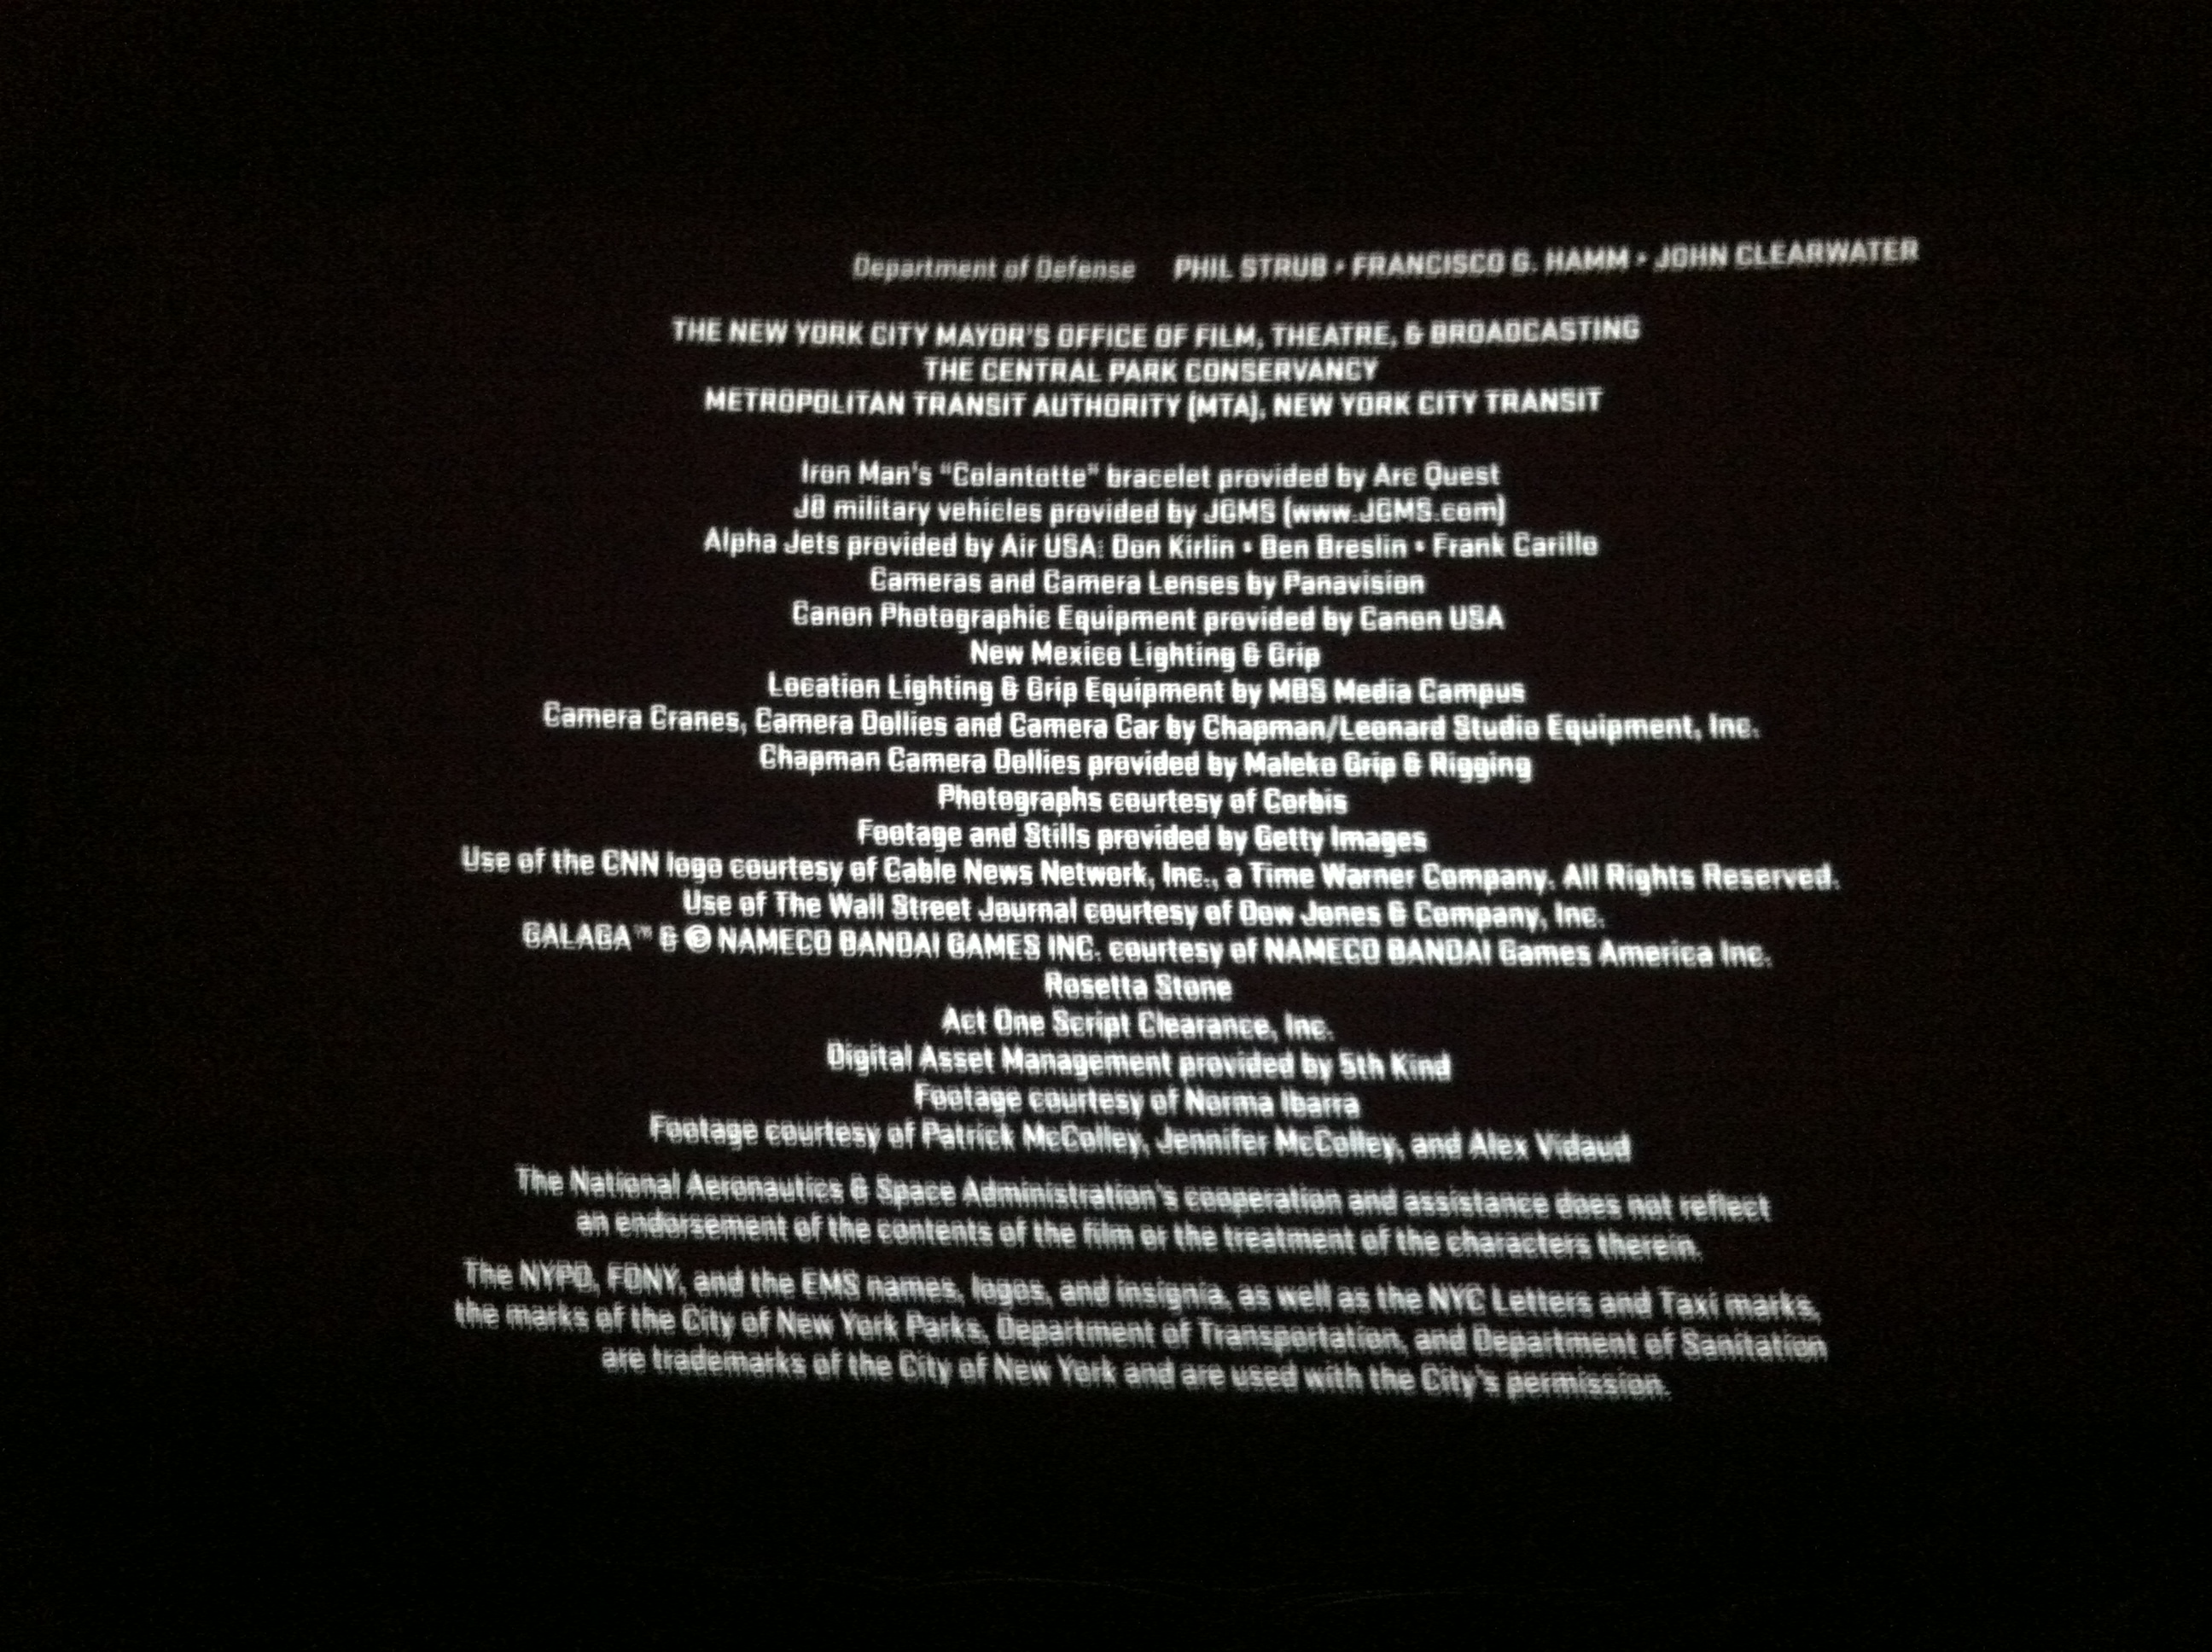 Department of Defense PHIL STRUB • FRANCISCO G. HAMM • JOHN CLEARWATER
THE NEW YORK CITY MAYOR'S OFFICE OF FILM, THEATRE, & BROADCASTING
THE CENTRAL PARK CONSERVANCY
METROPOLITAN TRANSIT AUTHORITY (MTA), NEW YORK CITY TRANSIT
Iron Man's "Colantotte" bracelet provided by Arc Quest
J8 military vehicles provided by JGMS (www.JGMS.com)
Alpha Jets provided by Air USA: Don Kirlin • Ben Breslin • Frank Carillo
Cameras and Camera Lenses by Panavision
Canon Photographic Equipment provided by Canon USA
New Mexico Lighting & Grip
Location Lighting & Grip Equipment by MBS Media Campus
Camera Cranes, Camera Dollies and Camera Car by Chapman/Leonard Studio Equipment, Inc.
Chapman Camera Dollies provided by Maleko Grip & Rigging
Photographs courtesy of Corbis
Footage and Stills provided by Getty Images
Use of the CNN logo courtesy of Cable News Network, Inc., a Time Warner Company. All Rights Reserved.
Use of The Wall Street Journal courtesy of Dow Jones & Company, Inc.
GALAGA™ & © NAMECO BANDAI GAMES INC. courtesy of NAMECO BANDAI Games America Inc.
Rosetta Stone
Act One Script Clearance, Inc.
Digital Asset Management provided by 5th Kind
Footage courtesy of Norma Ibarra
Footage courtesy of Patrick McColley, Jennifer McColley, and Alex Vidaud
The National Aeronautics & Space Administration's cooperation and assistance does not reflect
an endorsement of the contents of the film or the treatment of the characters therein.
The NYPD, FDNY, and the EMS names, logos, and insignia, as well as the NYC Letters and Taxi marks,
the marks of the City of New York Parks, Department of Transportation, and Department of Sanitation
are trademarks of the City of New York and are used with the City's permission.